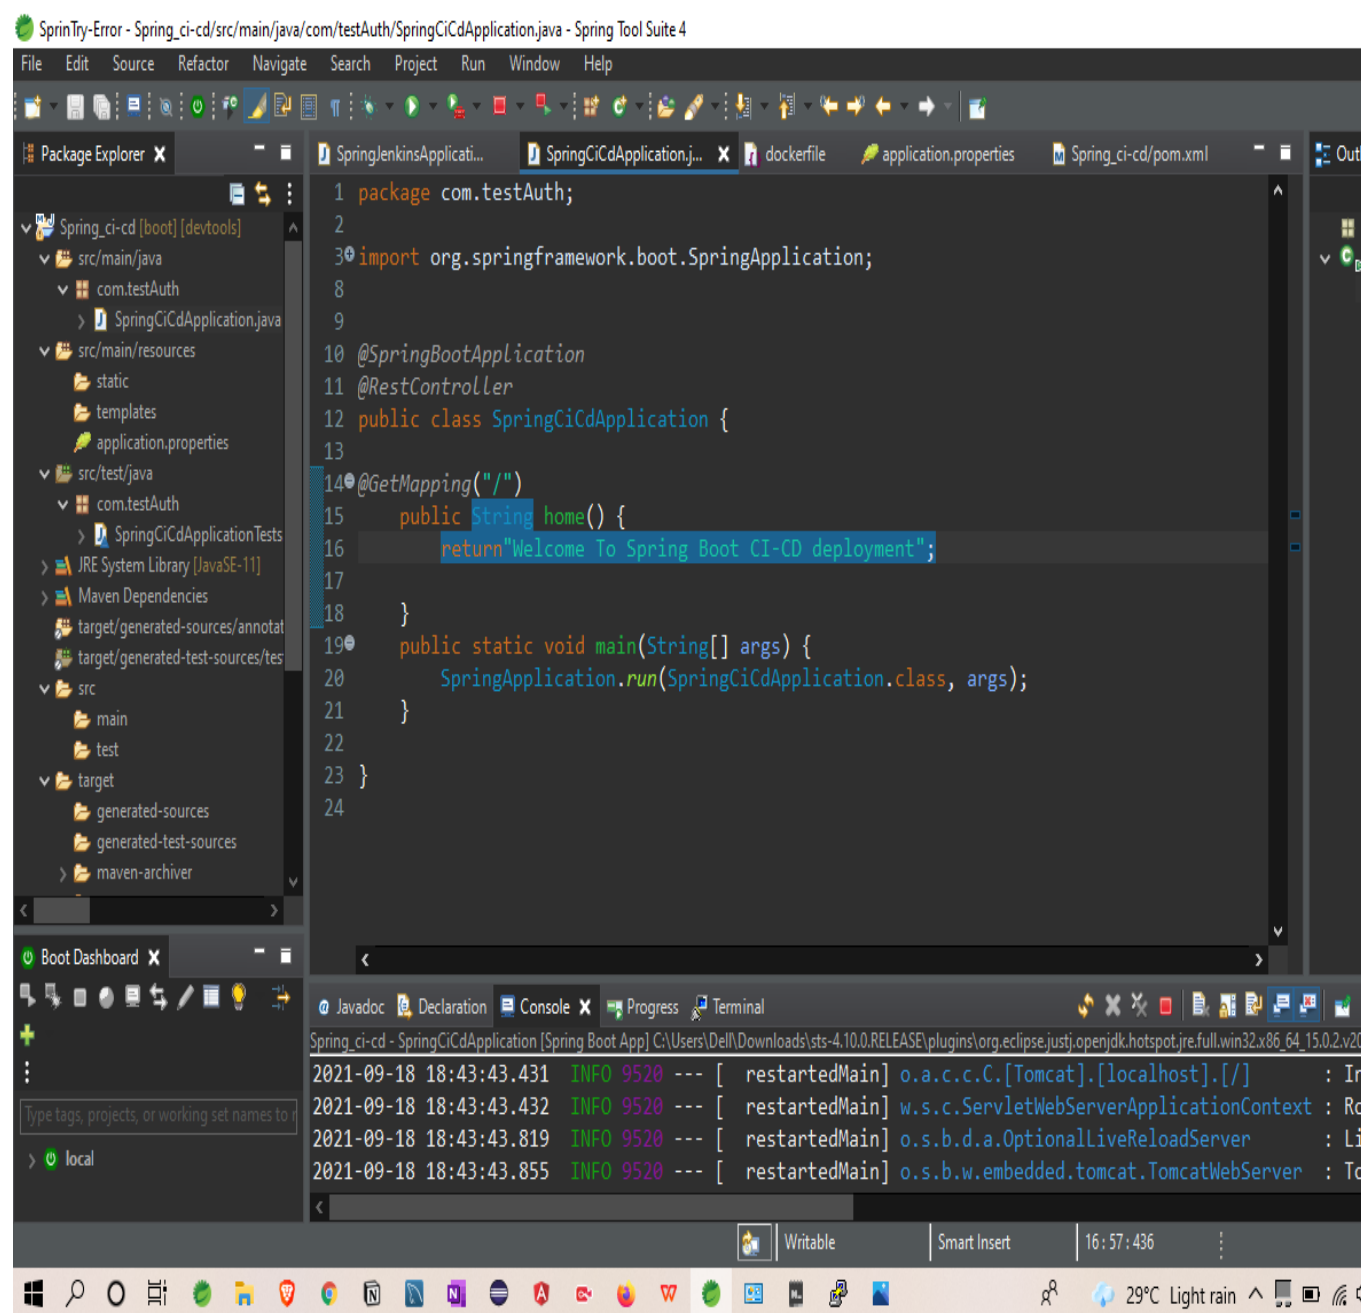 SprinTry-Error - Spring_ci-cd/src/main/java/com/testAuth/SpringCiCdApplication.java - Spring Tool Suite 4
File Edit Source Refactor Navigate Search Project Run Window Help
Package Explorer
SpringJenkinsApplicati... SpringCiCdApplication.j... dockerfile application.properties Spring_ci-cd/pom.xml
Spring_ci-cd [boot] [devtools]
src/main/java
com.testAuth
SpringCiCdApplication.java
src/main/resources
static
templates
application.properties
src/test/java
com.testAuth
SpringCiCdApplicationTests
JRE System Library [JavaSE-11]
Maven Dependencies
target/generated-sources/annotat
target/generated-test-sources/tes
src
main
test
target
generated-sources
generated-test-sources
maven-archiver
1 package com.testAuth;
2
3 import org.springframework.boot.SpringApplication;
8
9
10 @SpringBootApplication
11 @RestController
12 public class SpringCiCdApplication {
13
14 @GetMapping("/")
15 public String home() {
16 return"Welcome To Spring Boot CI-CD deployment";
17
18 }
19 public static void main(String[] args) {
20 SpringApplication.run(SpringCiCdApplication.class, args);
21 }
22
23 }
24
Boot Dashboard
Type tags, projects, or working set names to
local
Javadoc Declaration Console Progress Terminal
Spring_ci-cd - SpringCiCdApplication [Spring Boot App] C:\Users\Dell\Downloads\sts-4.10.0.RELEASE\plugins\org.eclipse.justj.openjdk.hotspot.jre.full.win32.x86_64_15.0.2.v20
2021-09-18 18:43:43.431 INFO 9520 --- [ restartedMain] o.a.c.c.C.[Tomcat].[localhost].[/] : In
2021-09-18 18:43:43.432 INFO 9520 --- [ restartedMain] w.s.c.ServletWebServerApplicationContext : Ro
2021-09-18 18:43:43.819 INFO 9520 --- [ restartedMain] o.s.b.d.a.OptionalLiveReloadServer : Li
2021-09-18 18:43:43.855 INFO 9520 --- [ restartedMain] o.s.b.w.embedded.tomcat.TomcatWebServer : To
Writable Smart Insert 16 : 57 : 436
29°C Light rain